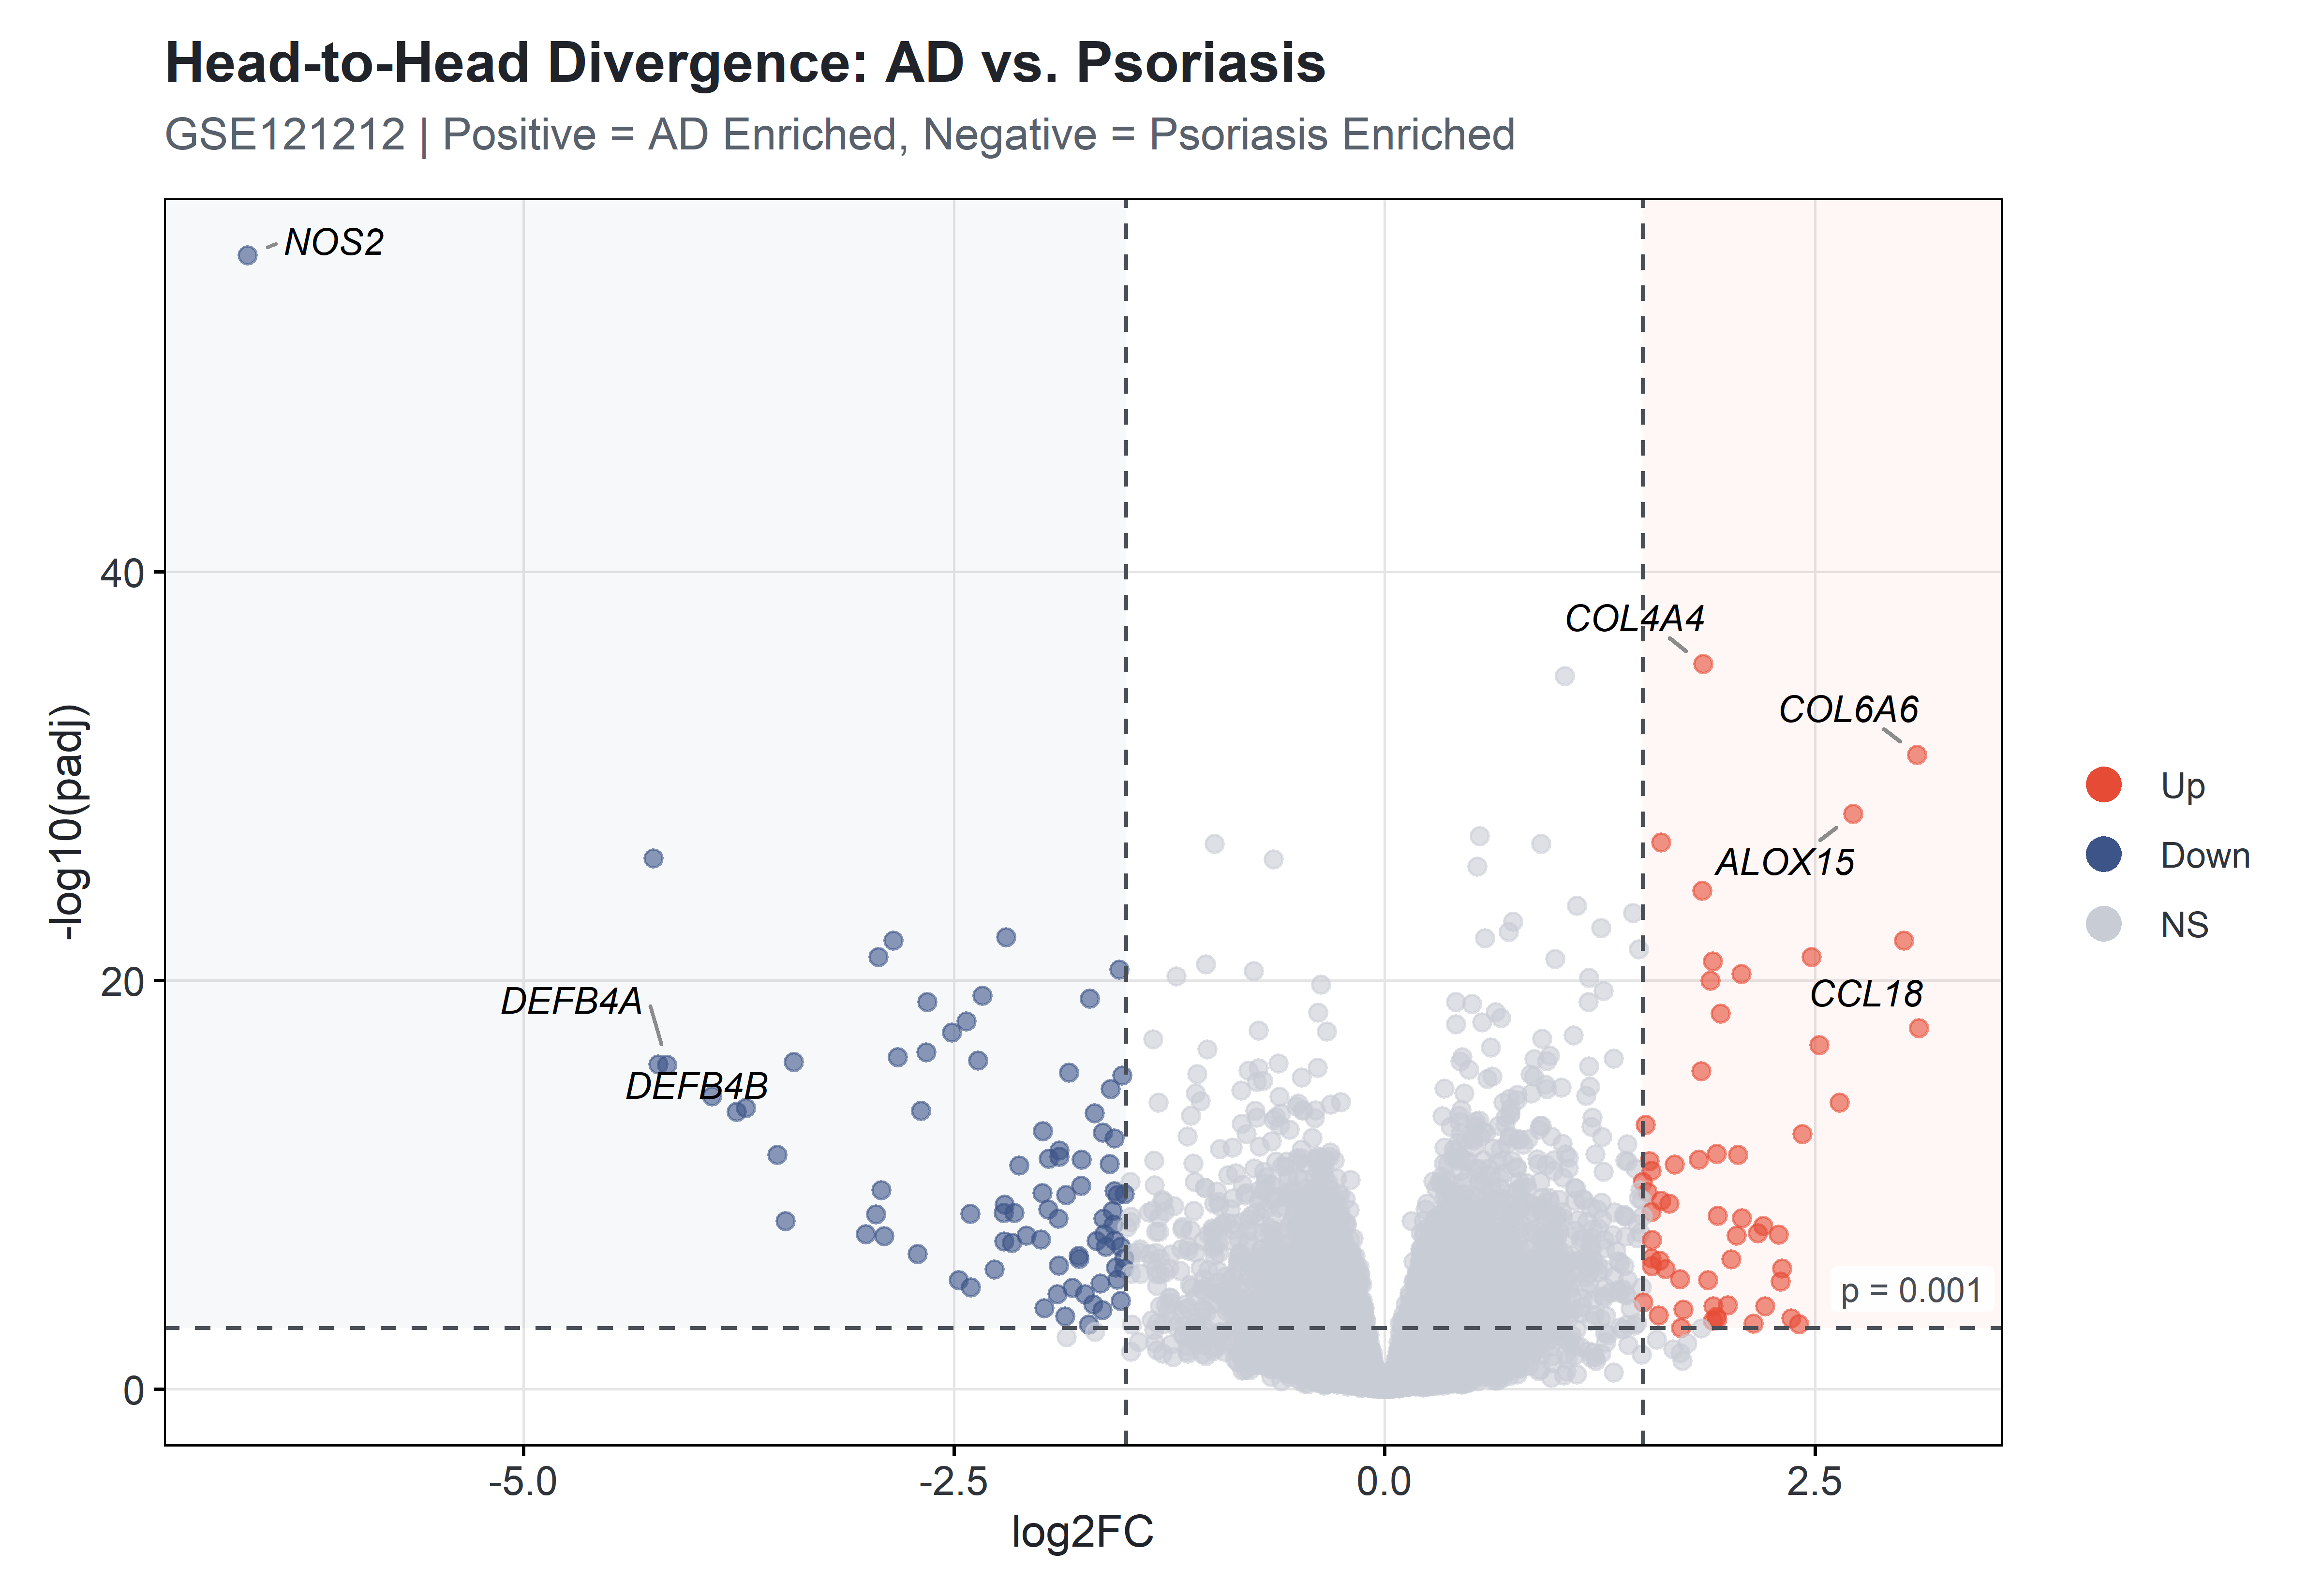 Head-to-Head Divergence: AD vs. Psoriasis
GSE121212 | Positive = AD Enriched, Negative = Psoriasis Enriched
NOS2
40
COL4A4
COL6A6
-log10(padj)
Up
ALOX15
Down
NS
20
DEFB4A
CCL18
DEFB4B
p = 0.001
0
-5.0
-2.5
0.0
2.5
log2FC